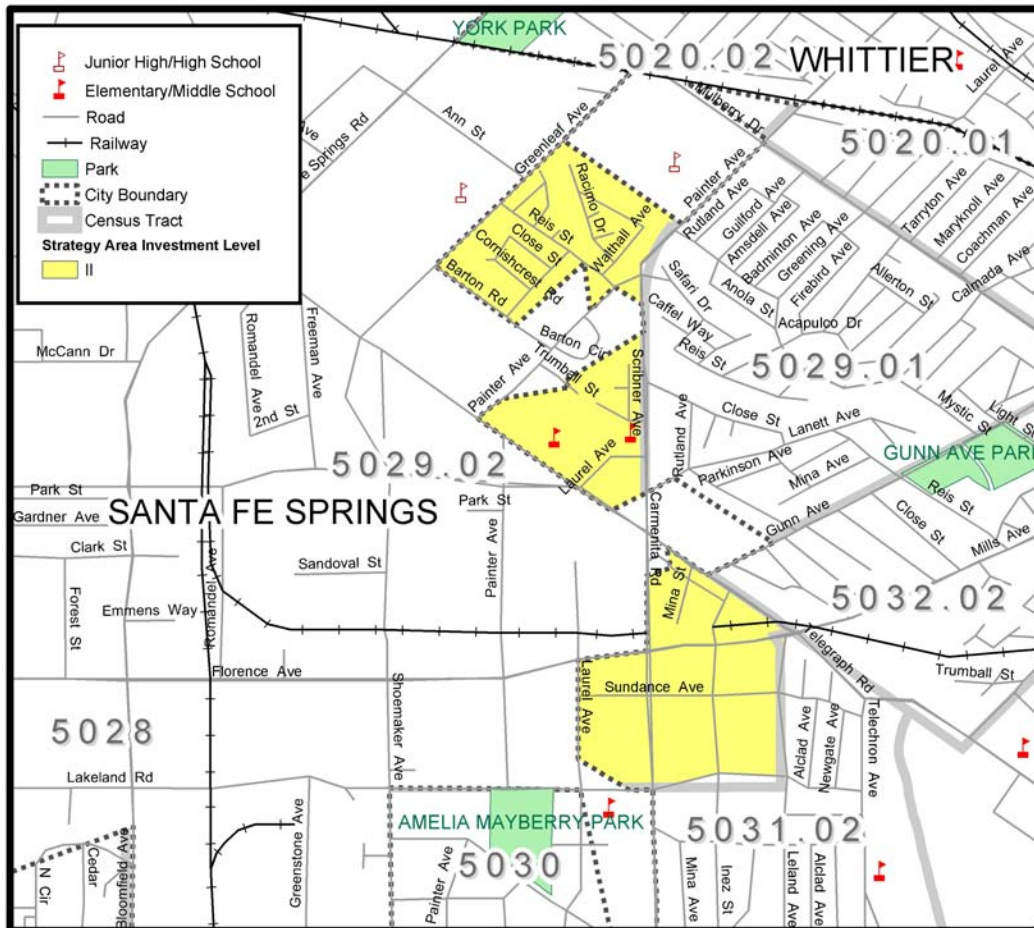 Junior High/High School
Elementary/Middle School
Road
Railway
Park
City Boundary
Census Tract
Strategy Area Investment Level
II
YORK PARK
5020.02
WHITTIER
Laurel Ave
Mulberry Dr
5020.01
Ave
Springs Rd
Ann St
Greenleaf Ave
Painter Ave
Racimo Dr
Rutland Ave
Guilford Ave
Amsdell Ave
Badminton Ave
Greening Ave
Firebird Ave
Tarryton Ave
Maryknoll Ave
Coachman Ave
Calmada Ave
Reis St
Close St
Cornishcrest Rd
Walthall Ave
Barton Rd
Safari Dr
Anola St
Allerton St
Caffel Way
Acapulco Dr
Reis St
Barton Cir
Trumball St
Scribner Ave
5029.01
McCann Dr
Romandel Ave
Freeman Ave
2nd St
Painter Ave
Mystic St
Light St
Close St
Lanett Ave
Rutland Ave
GUNN AVE PARK
Parkinson Ave
Mina Ave
Laurel Ave
5029.02
Park St
Park St
Reis St
Gardner Ave
SANTA FE SPRINGS
Carmenita Rd
Gunn Ave
Close St
Mills Ave
Clark St
Painter Ave
Sandoval St
Mina St
Forest St
Emmens Way
Romandel Ave
5032.02
Telegraph Rd
Florence Ave
Trumball St
Shoemaker Ave
Laurel Ave
Sundance Ave
Alclad Ave
Newgate Ave
Telechron Ave
5028
Lakeland Rd
AMELIA MAYBERRY PARK
5031.02
Greenstone Ave
5030
Bloomfield Ave
Cedar
N Cir
Painter Ave
Mina Ave
Inez St
Leland Ave
Alclad Ave